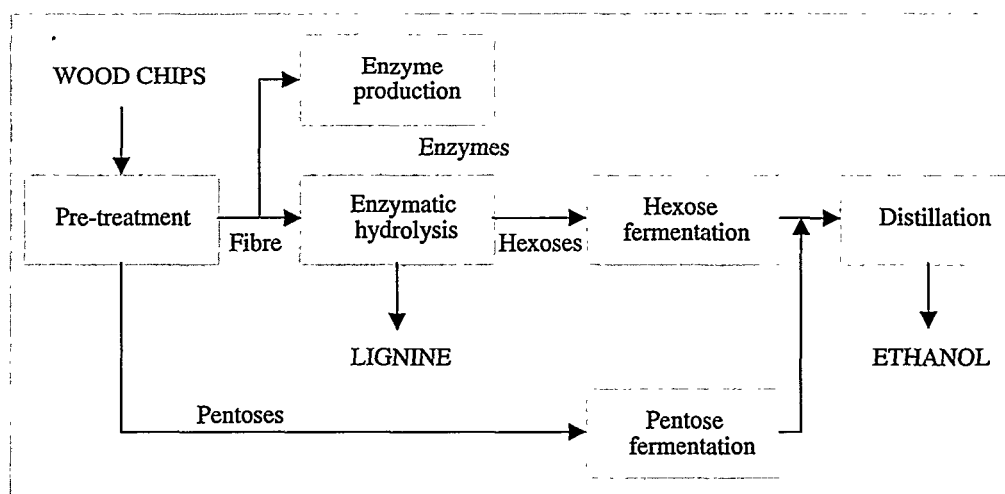 WOOD CHIPS
Enzyme
production
Enzymes
Pre-treatment
Fibre
Enzymatic
hydrolysis
Hexoses
Hexose
fermentation
Distillation
LIGNINE
ETHANOL
Pentoses
Pentose
fermentation